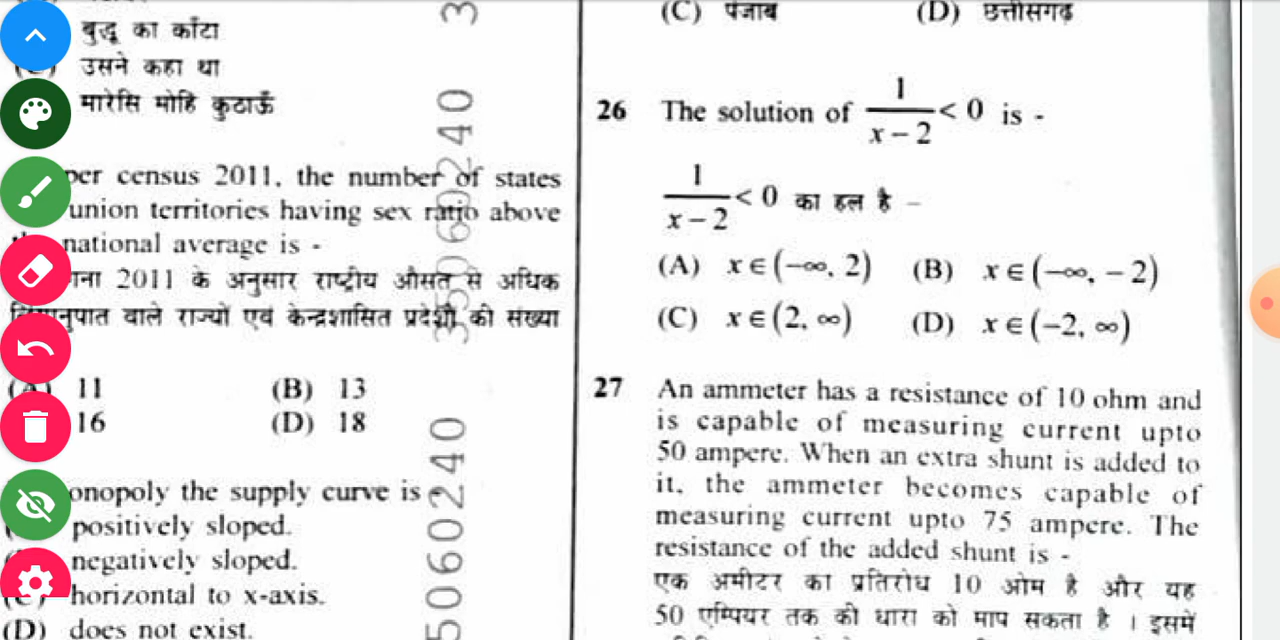 बुद्धू का काँटा
उसने कहा था
मारेसि मोहि कुठाऊँ
per census 2011, the number of states
union territories having sex ratio above
national average is -
2011 के अनुसार राष्ट्रीय औसत से अधिक
वाले राज्यों एवं केन्द्रशासित प्रदेशों की संख्या
11 (B) 13
16 (D) 18
onopoly the supply curve is
positively sloped.
negatively sloped.
horizontal to x-axis.
(D) does not exist.
50602240
(C) पंजाब (D) छत्तीसगढ़
26 The solution of 1/(x – 2) < 0 is -
1/(x – 2) < 0 का हल है –
(A) x ∈ (–∞, 2) (B) x ∈ (–∞, – 2)
(C) x ∈ (2, ∞) (D) x ∈ (–2, ∞)
27 An ammeter has a resistance of 10 ohm and
is capable of measuring current upto
50 ampere. When an extra shunt is added to
it, the ammeter becomes capable of
measuring current upto 75 ampere. The
resistance of the added shunt is -
एक अमीटर का प्रतिरोध 10 ओम है और यह
50 एम्पियर तक की धारा को माप सकता है । इसमें